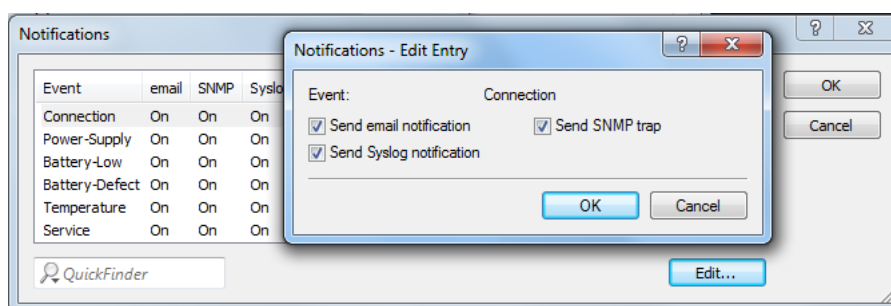 Notifications
Notifications - Edit Entry
Event email SNMP Syslo
Connection On On On
Power-Supply On On On
Battery-Low On On On
Battery-Defect On On On
Temperature On On On
Service On On On
QuickFinder
Event: Connection
Send email notification Send SNMP trap
Send Syslog notification
OK Cancel
OK
Cancel
Edit...